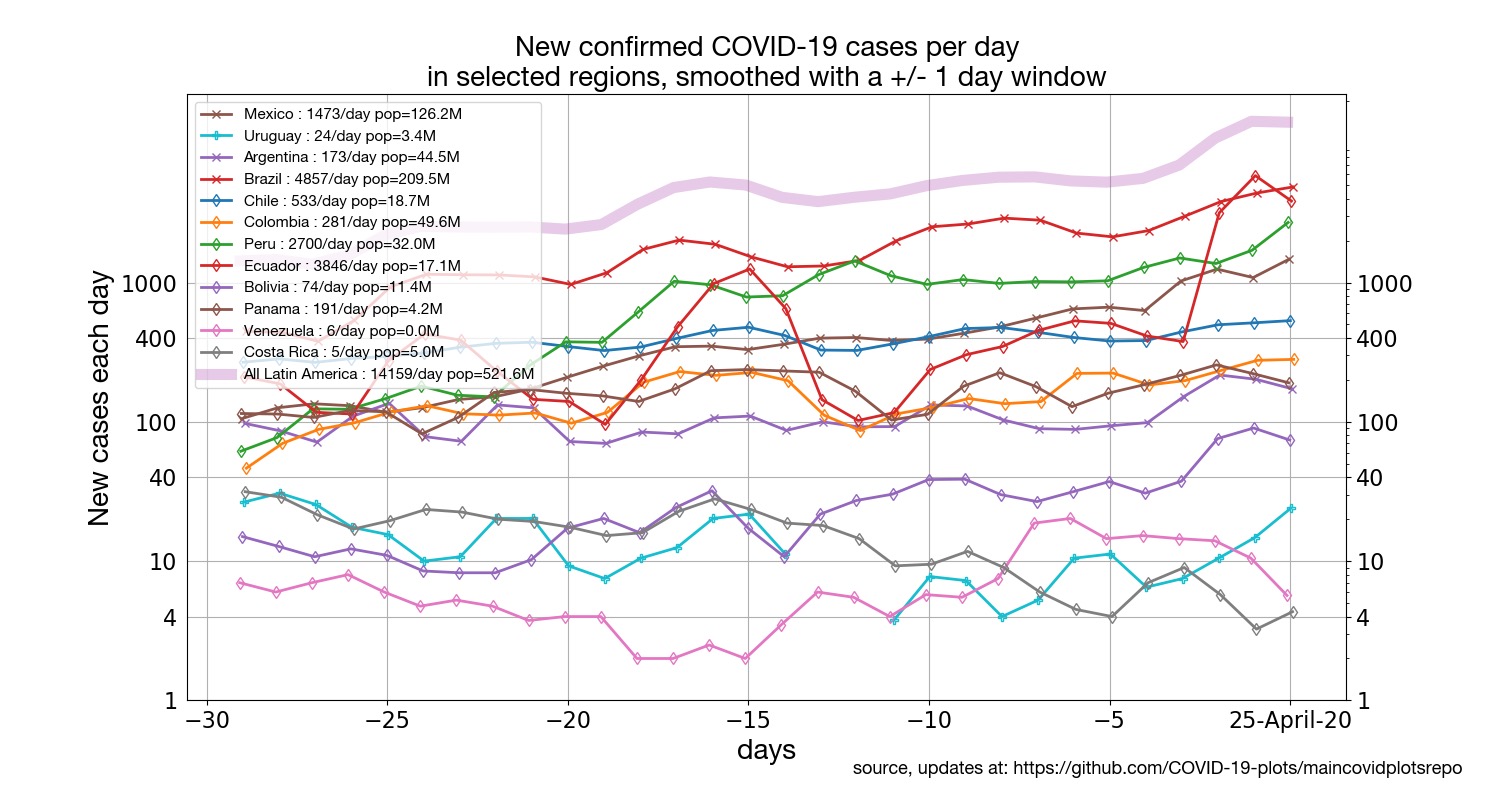 New confirmed COVID-19 cases per day
in selected regions, smoothed with a +/- 1 day window
Mexico : 1473/day pop=126.2M
Uruguay : 24/day pop=3.4M
Argentina : 173/day pop=44.5M
Brazil : 4857/day pop=209.5M
Chile : 533/day pop=18.7M
Colombia : 281/day pop=49.6M
Peru : 2700/day pop=32.0M
Ecuador : 3846/day pop=17.1M
Bolivia : 74/day pop=11.4M
Panama : 191/day pop=4.2M
Venezuela : 6/day pop=0.0M
Costa Rica : 5/day pop=5.0M
All Latin America : 14159/day pop=521.6M
New cases each day
1000 1000
400 400
100 100
40 40
10 10
4 4
1 1
−30 −25 −20 −15 −10 −5 25-April-20
days
source, updates at: https://github.com/COVID-19-plots/maincovidplotsrepo